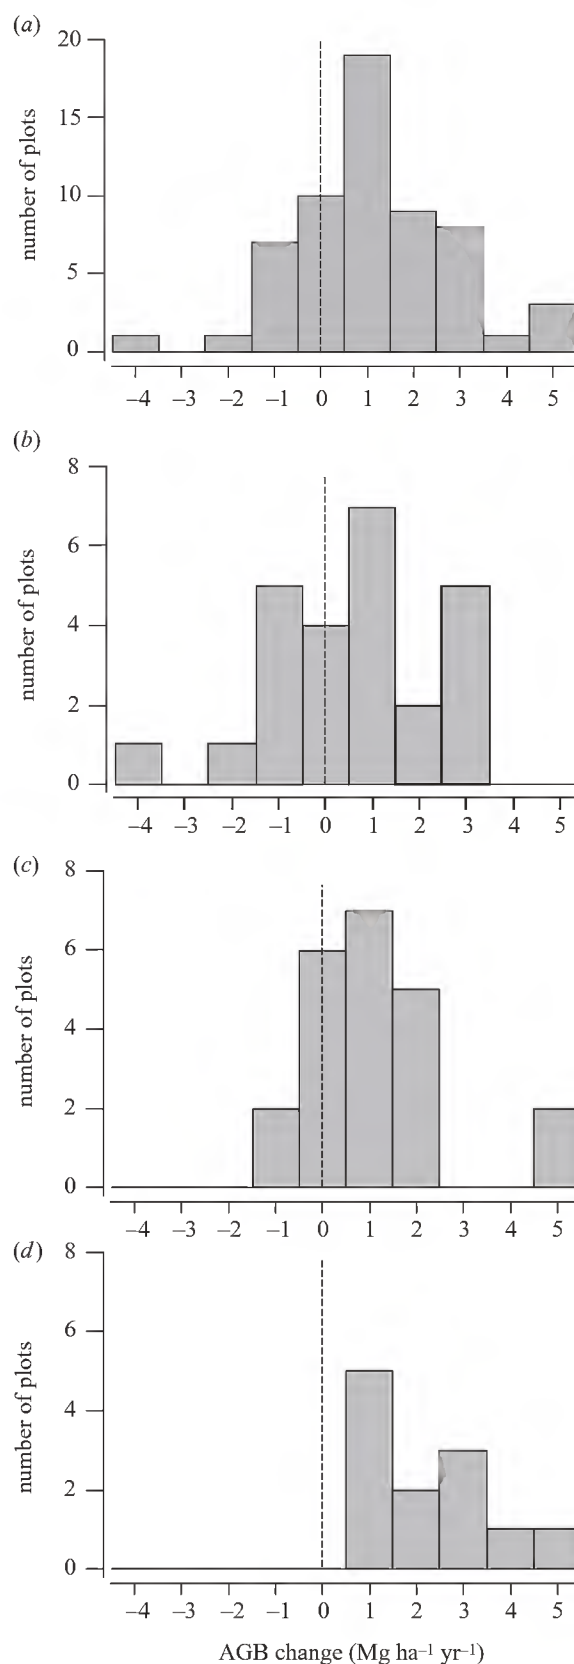 (a)
20
15
10
5
0
number of plots
–4 –3 –2 –1 0 1 2 3 4 5
(b)
8
6
4
2
0
number of plots
–4 –3 –2 –1 0 1 2 3 4 5
(c)
8
6
4
2
0
number of plots
–4 –3 –2 –1 0 1 2 3 4 5
(d)
8
6
4
2
0
number of plots
–4 –3 –2 –1 0 1 2 3 4 5
AGB change (Mg ha⁻¹ yr⁻¹)